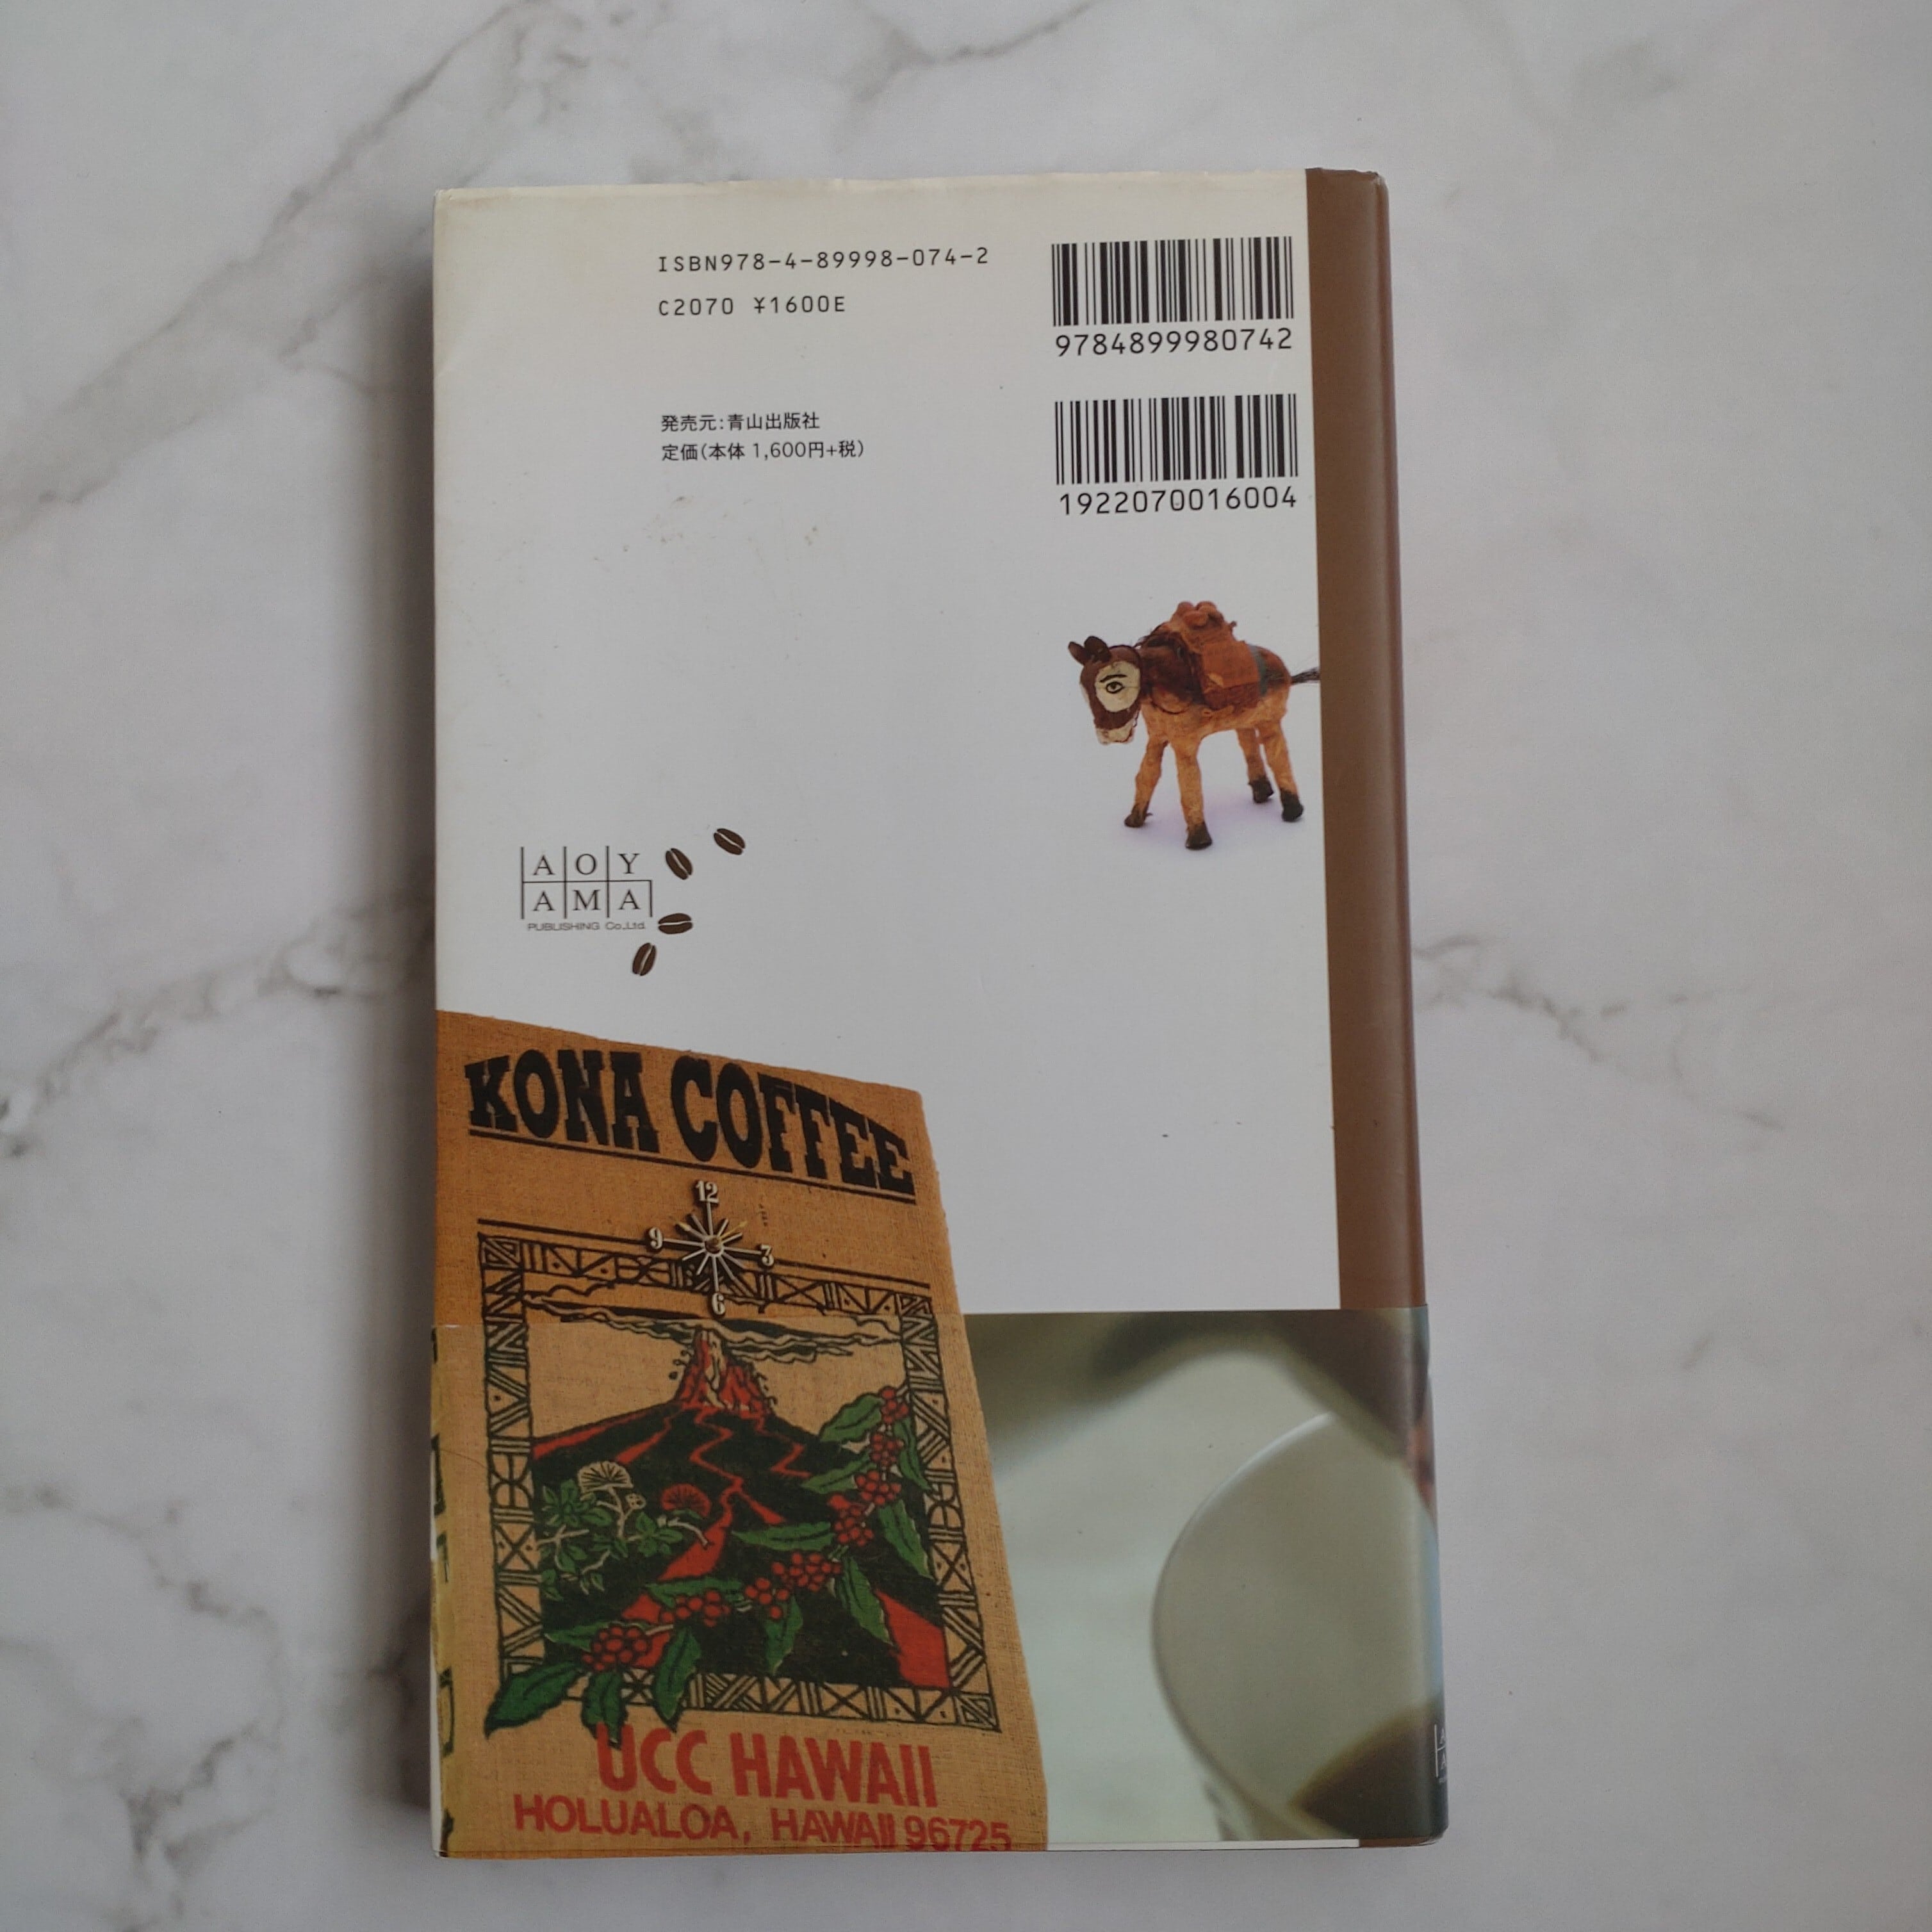 ISBN978-4-89998-074-2
C2070 ¥1600E
9784899980742
発売元：青山出版社
定価（本体 1,600円+税）
1922070016004
AOY
AMA
PUBLISHING Co.,Ltd.
KONA COFFEE
12
9 3
6
UCC HAWAII
HOLUALOA, HAWAII 96725